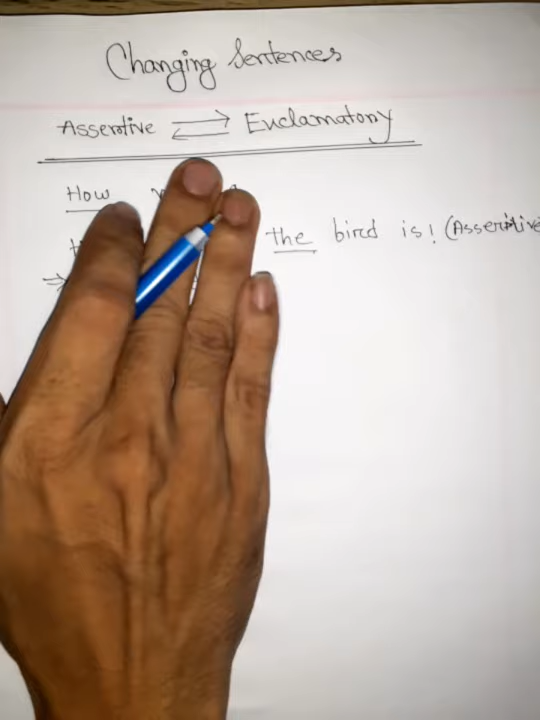 Changing Sentences
Assertive ⇌ Exclamatory
How
the bird is! (Assertive
⇒